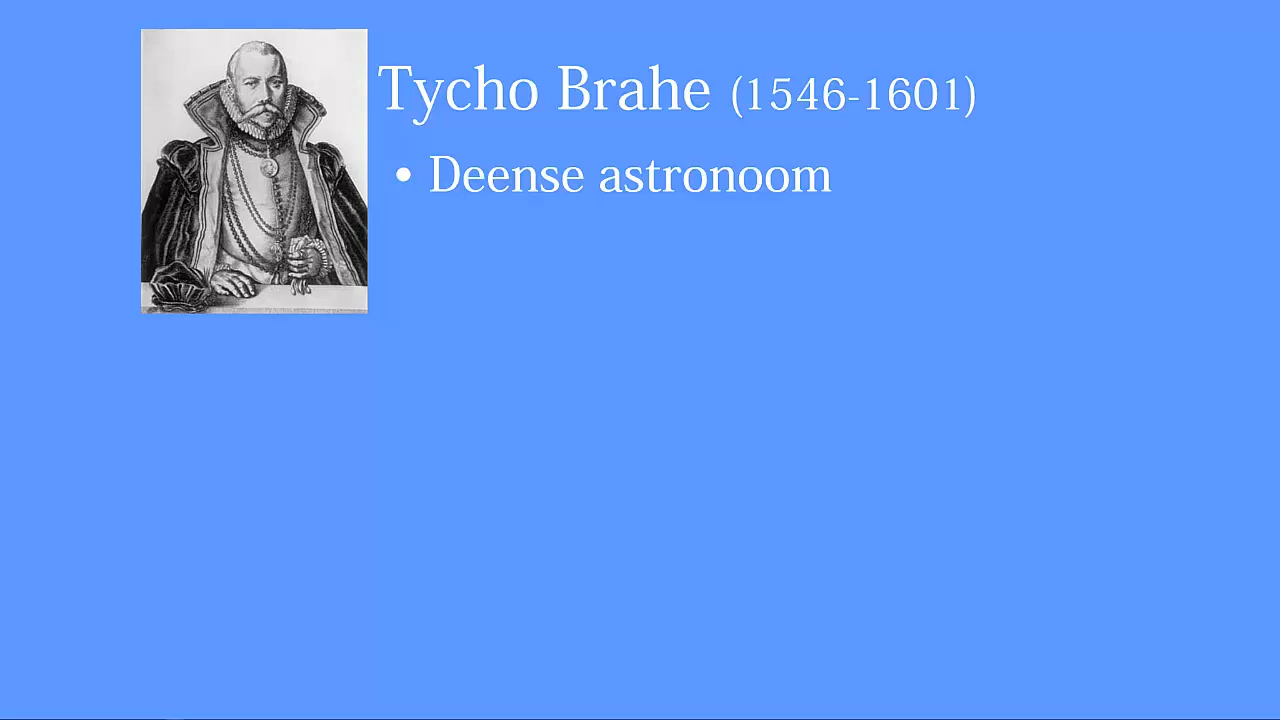 Tycho Brahe (1546-1601)
• Deense astronoom